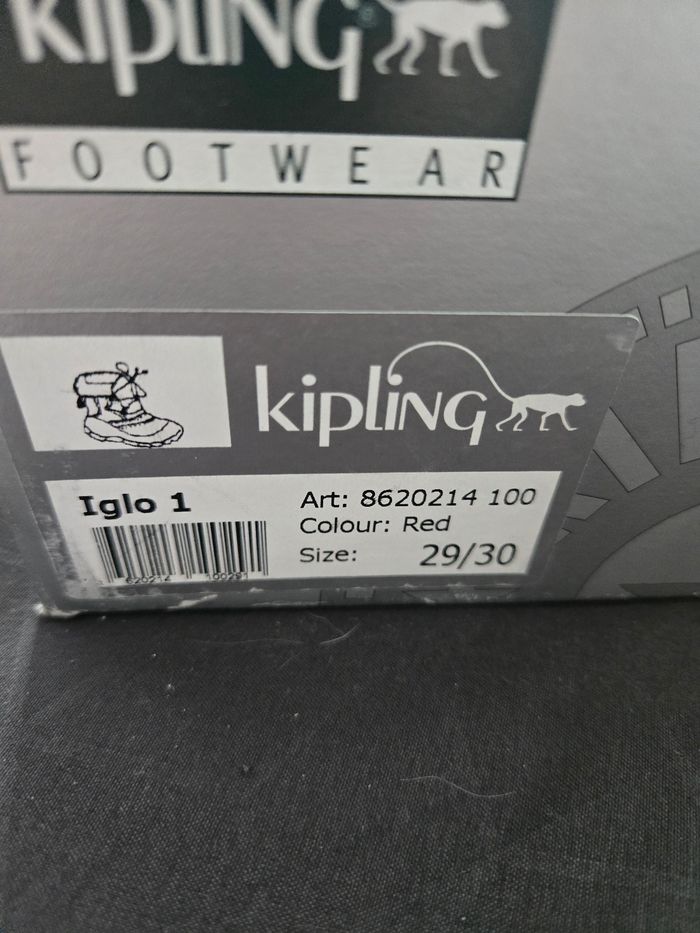 kipling
FOOTWEAR
kipling
Iglo 1
Art: 8620214 100
Colour: Red
Size: 29/30